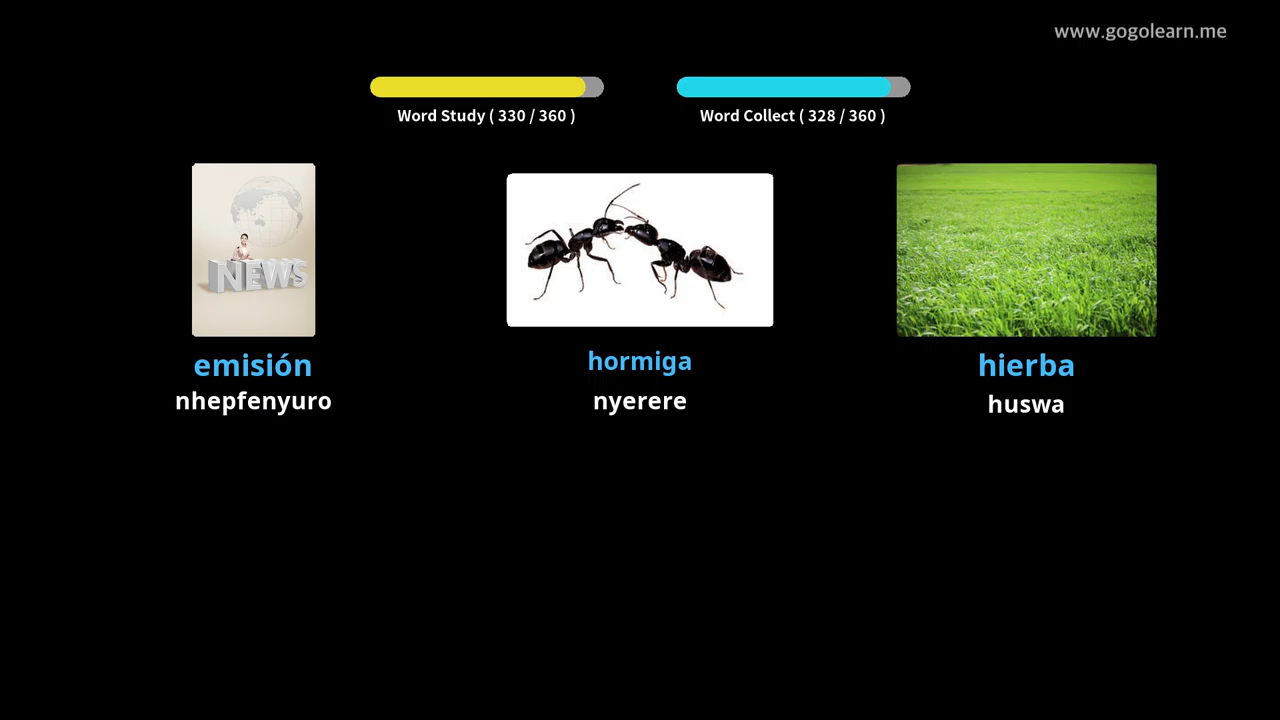 www.gogolearn.me
Word Study ( 330 / 360 )
Word Collect ( 328 / 360 )
NEWS
emisión
nhepfenyuro
hormiga
nyerere
hierba
huswa